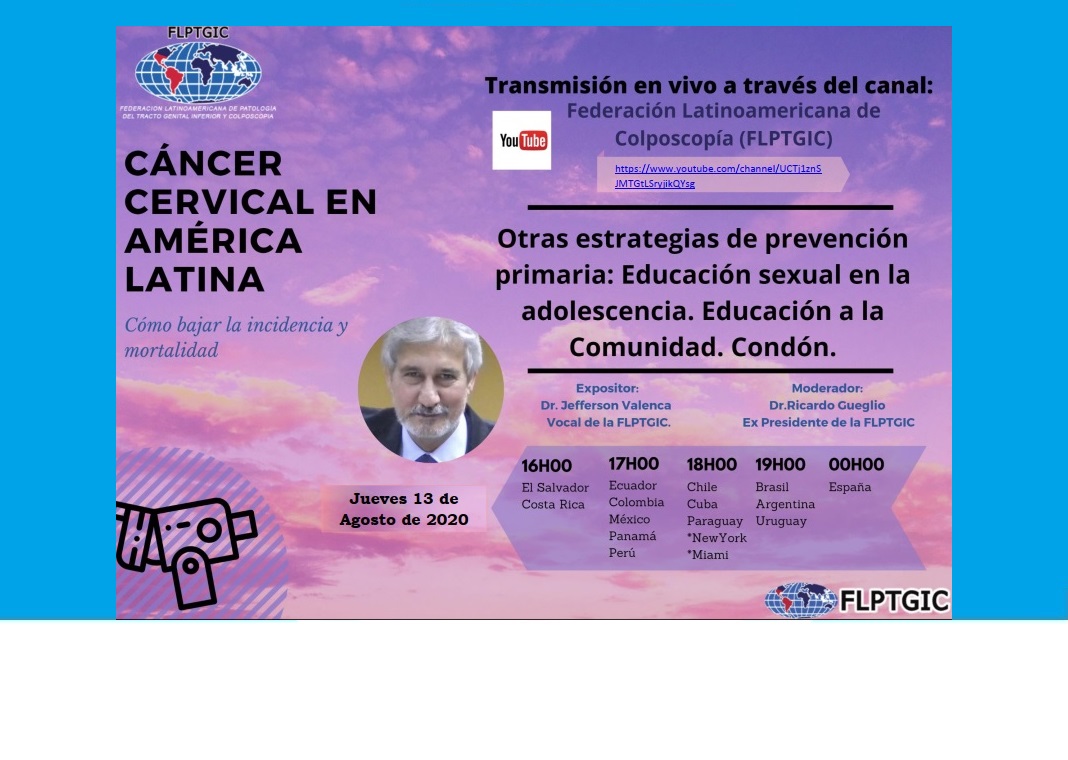 FLPTGIC
FEDERACION LATINOAMERICANA DE PATOLOGIA
DEL TRACTO GENITAL INFERIOR Y COLPOSCOPIA
CÁNCER
CERVICAL EN
AMÉRICA
LATINA
Cómo bajar la incidencia y
mortalidad
Transmisión en vivo a través del canal:
Federación Latinoamericana de
Colposcopía (FLPTGIC)
YouTube
https://www.youtube.com/channel/UCTj1znS
JMTGtLSryjikQYsg
Otras estrategias de prevención
primaria: Educación sexual en la
adolescencia. Educación a la
Comunidad. Condón.
Expositor:
Dr. Jefferson Valenca
Vocal de la FLPTGIC.
Moderador:
Dr.Ricardo Gueglio
Ex Presidente de la FLPTGIC
Jueves 13 de
Agosto de 2020
16H00
El Salvador
Costa Rica
17H00
Ecuador
Colombia
México
Panamá
Perú
18H00
Chile
Cuba
Paraguay
*NewYork
*Miami
19H00
Brasil
Argentina
Uruguay
00H00
España
FLPTGIC